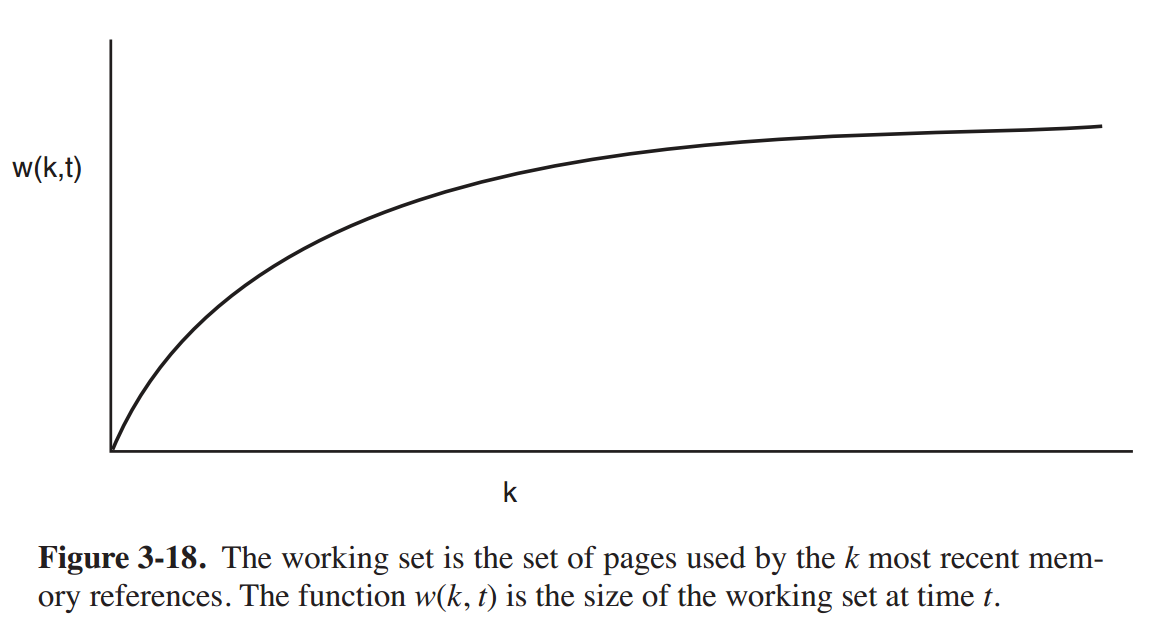 w(k,t)
k
Figure 3-18. The working set is the set of pages used by the k most recent mem-
ory references. The function w(k, t) is the size of the working set at time t.